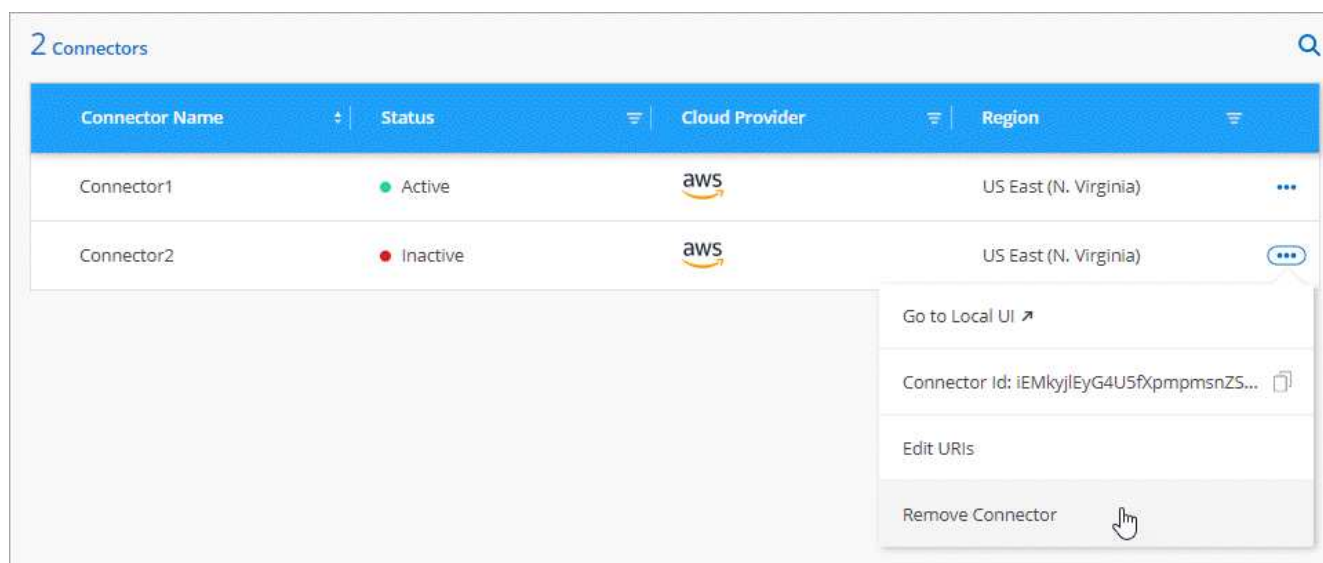 2 Connectors
Connector Name Status Cloud Provider Region
Connector1 Active aws US East (N. Virginia)
Connector2 Inactive aws US East (N. Virginia)
Go to Local UI
Connector Id: iEMkyjlEyG4U5fXpmpmsnZS...
Edit URIs
Remove Connector